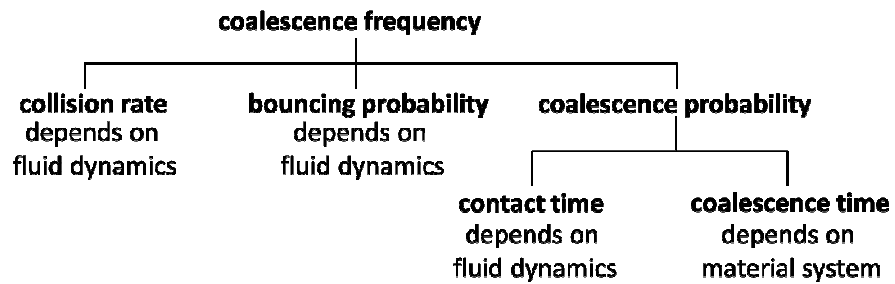 coalescence frequency
collision rate
depends on
fluid dynamics
bouncing probability
depends on
fluid dynamics
coalescence probability
contact time
depends on
fluid dynamics
coalescence time
depends on
material system